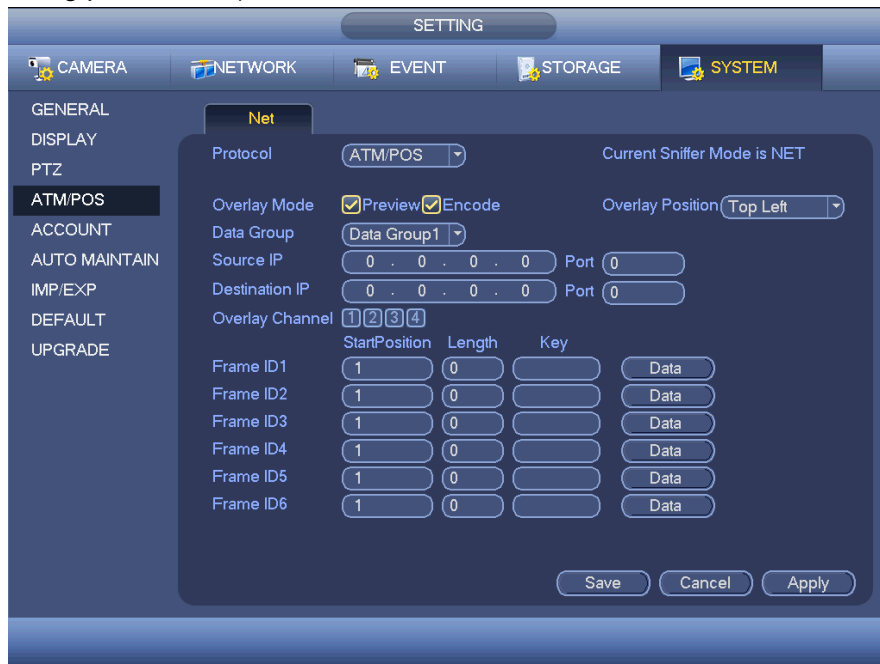 SETTING
CAMERA NETWORK EVENT STORAGE SYSTEM
GENERAL
DISPLAY
PTZ
ATM/POS
ACCOUNT
AUTO MAINTAIN
IMP/EXP
DEFAULT
UPGRADE
Net
Protocol ATM/POS Current Sniffer Mode is NET
Overlay Mode Preview Encode Overlay Position Top Left
Data Group Data Group1
Source IP 0 . 0 . 0 . 0 Port 0
Destination IP 0 . 0 . 0 . 0 Port 0
Overlay Channel 1 2 3 4
StartPosition Length Key
Frame ID1 1 0 Data
Frame ID2 1 0 Data
Frame ID3 1 0 Data
Frame ID4 1 0 Data
Frame ID5 1 0 Data
Frame ID6 1 0 Data
Save Cancel Apply